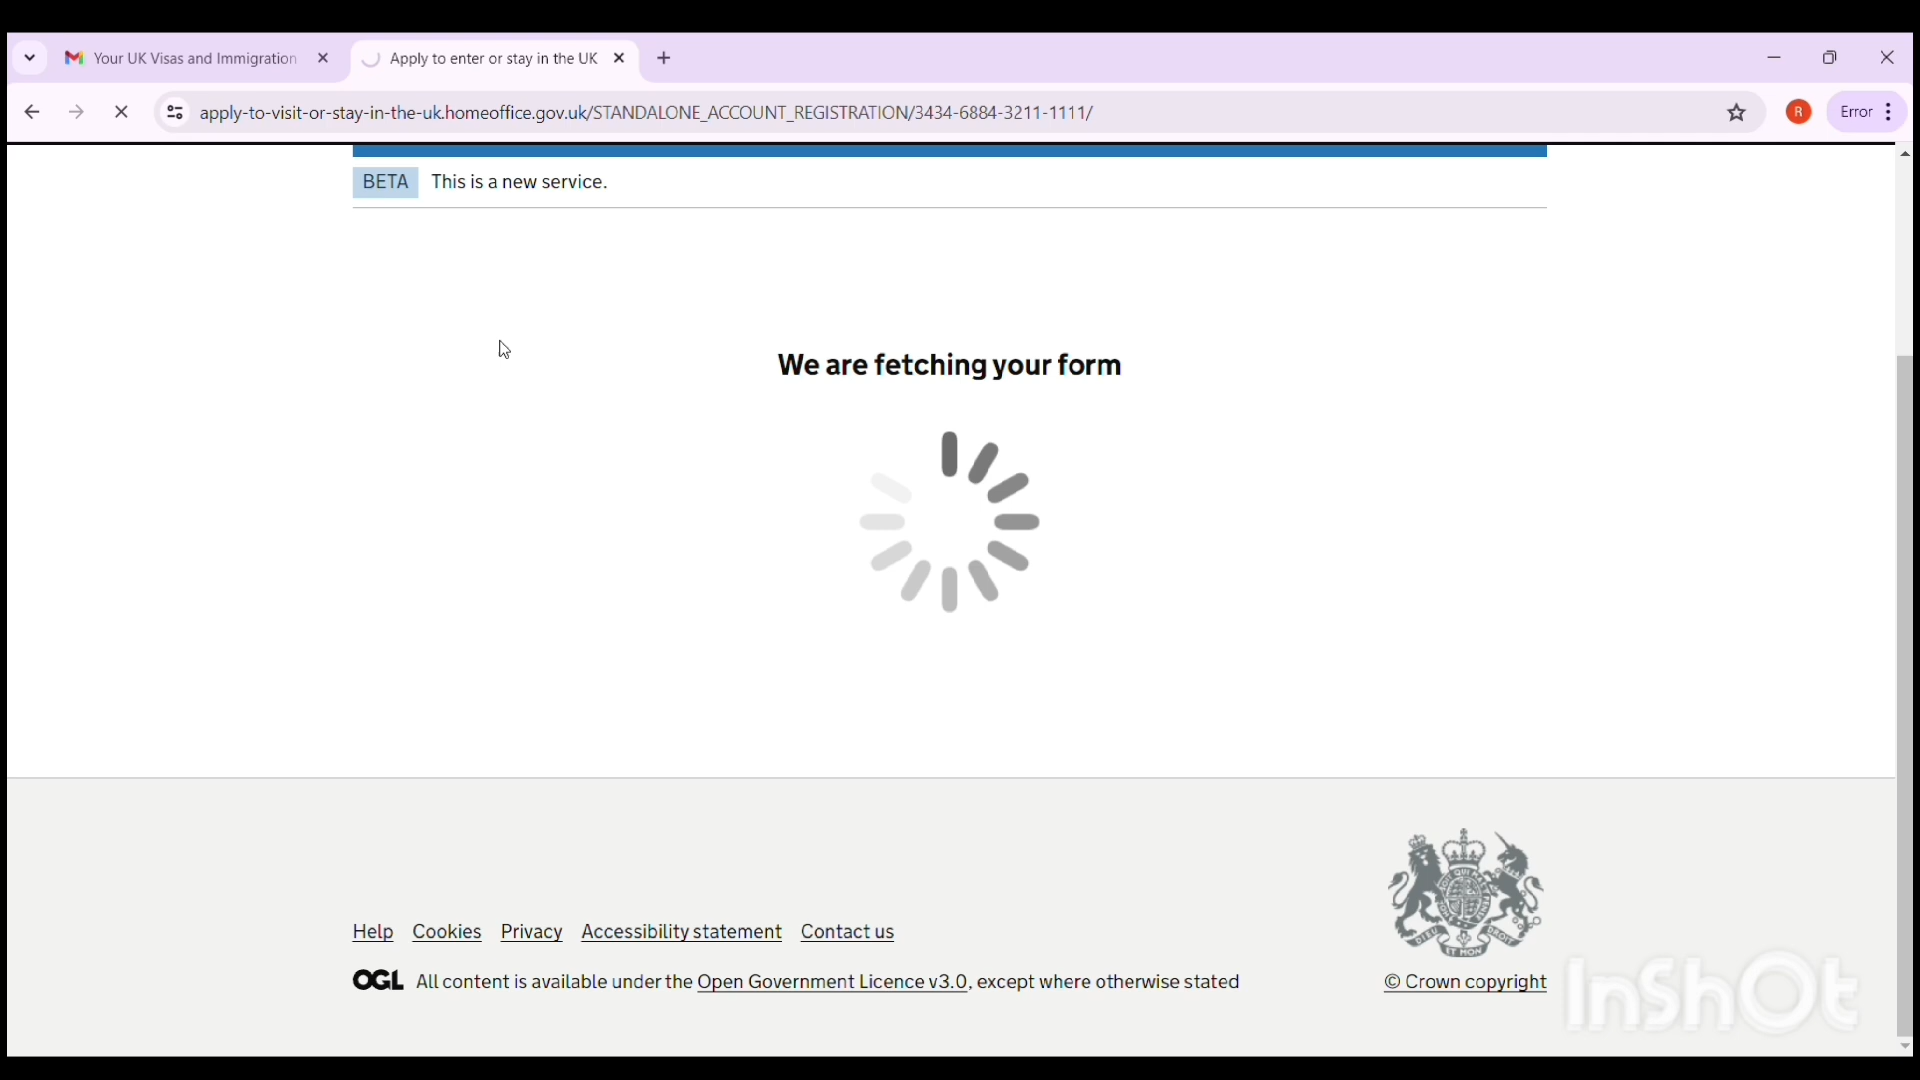 Your UK Visas and Immigration
Apply to enter or stay in the UK
apply-to-visit-or-stay-in-the-uk.homeoffice.gov.uk/STANDALONE_ACCOUNT_REGISTRATION/3434-6884-3211-1111/
R
Error
BETA This is a new service.
We are fetching your form
Help Cookies Privacy Accessibility statement Contact us
OGL All content is available under the Open Government Licence v3.0, except where otherwise stated
© Crown copyright
InShOt